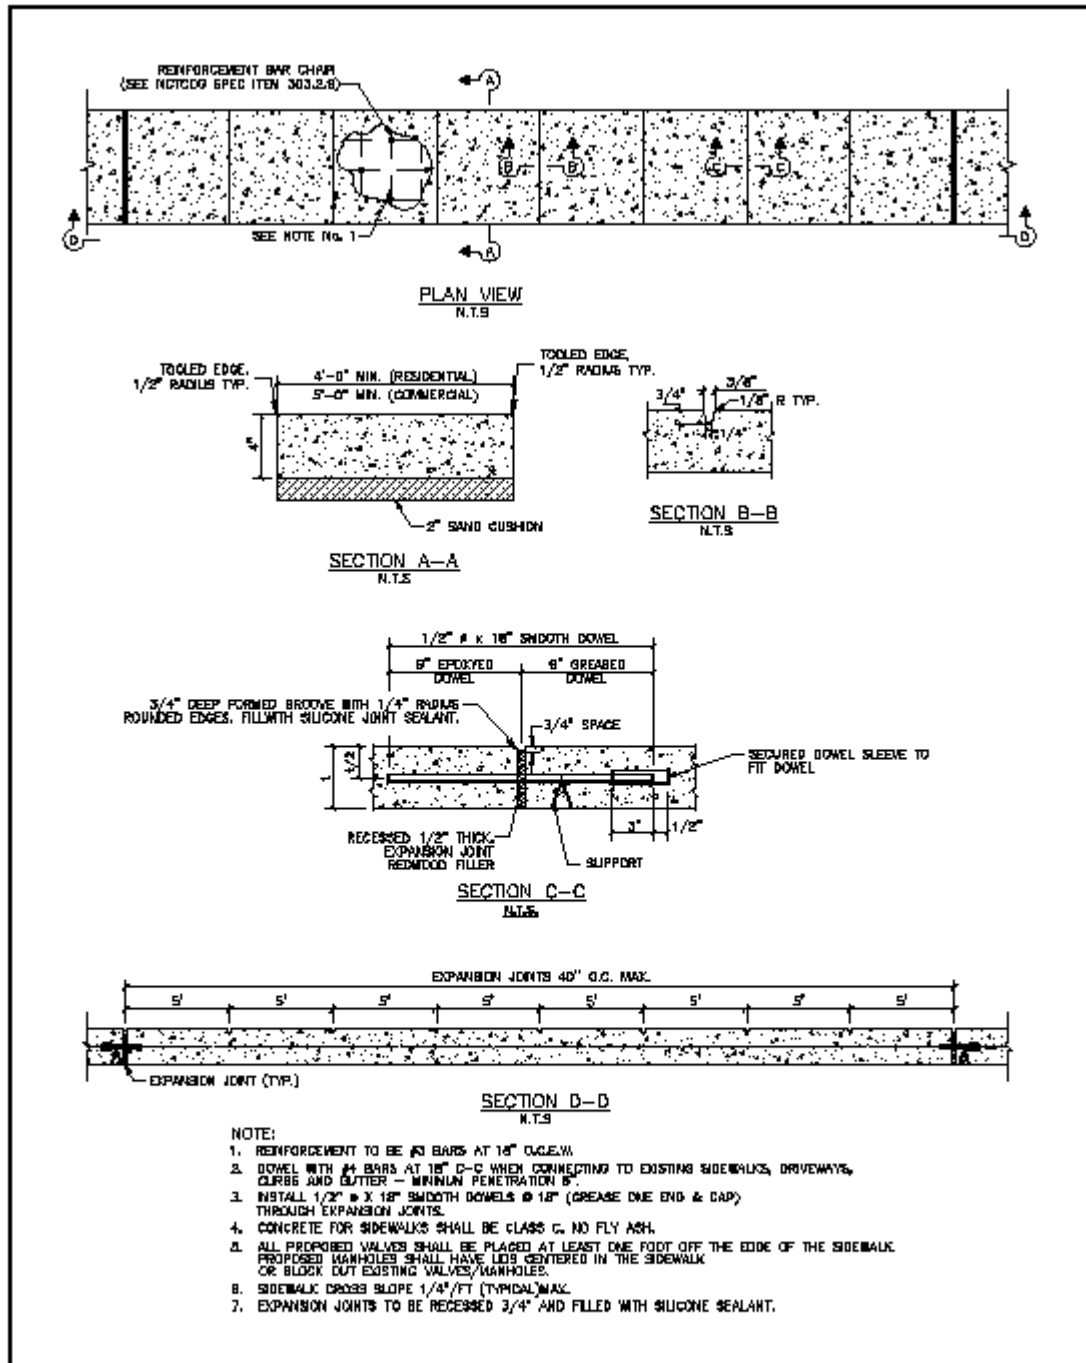 REINFORCEMENT BAR CHAIR
(SEE NCTCOG SPEC ITEM 303.2.9)
A
B
B
C
C
D
D
SEE NOTE No. 1
A
PLAN VIEW
N.T.S
TOOLED EDGE,
1/2" RADIUS TYP.
4'-0" MIN. (RESIDENTIAL)
5'-0" MIN. (COMMERCIAL)
TOOLED EDGE,
1/2" RADIUS TYP.
4"
2" SAND CUSHION
SECTION A-A
N.T.S
3/4"
3/8"
1/8" R TYP.
1/4"
SECTION B-B
N.T.S
1/2" ø x 18" SMOOTH DOWEL
9" EPOXYED
DOWEL
9" GREASED
DOWEL
3/4" DEEP FORMED GROOVE WITH 1/4" RADIUS
ROUNDED EDGES. FILLWITH SILICONE JOINT SEALANT.
3/4" SPACE
T
T/2
SECURED DOWEL SLEEVE TO
FIT DOWEL
RECESSED 1/2" THICK.
EXPANSION JOINT
REDWOOD FILLER
SUPPORT
3"
1/2"
SECTION C-C
N.T.S.
EXPANSION JOINTS 40' O.C. MAX.
5' 5' 5' 5' 5' 5' 5' 5'
EXPANSION JOINT (TYP.)
SECTION D-D
N.T.S
NOTE:
1. REINFORCEMENT TO BE #3 BARS AT 18" O.C.E.W.
2. DOWEL WITH #4 BARS AT 18" C-C WHEN CONNECTING TO EXISTING SIDEWALKS, DRIVEWAYS,
CURBS AND GUTTER - MINIMUM PENETRATION 6".
3. INSTALL 1/2" ø X 18" SMOOTH DOWELS @ 18" (GREASE ONE END & CAP)
THROUGH EXPANSION JOINTS.
4. CONCRETE FOR SIDEWALKS SHALL BE CLASS C. NO FLY ASH.
5. ALL PROPOSED VALVES SHALL BE PLACED AT LEAST ONE FOOT OFF THE EDGE OF THE SIDEWALK
PROPOSED MANHOLES SHALL HAVE LIDS CENTERED IN THE SIDEWALK
OR BLOCK OUT EXISTING VALVES/MANHOLES.
6. SIDEWALK CROSS SLOPE 1/4"/FT (TYPICAL)MAX.
7. EXPANSION JOINTS TO BE RECESSED 3/4" AND FILLED WITH SILICONE SEALANT.